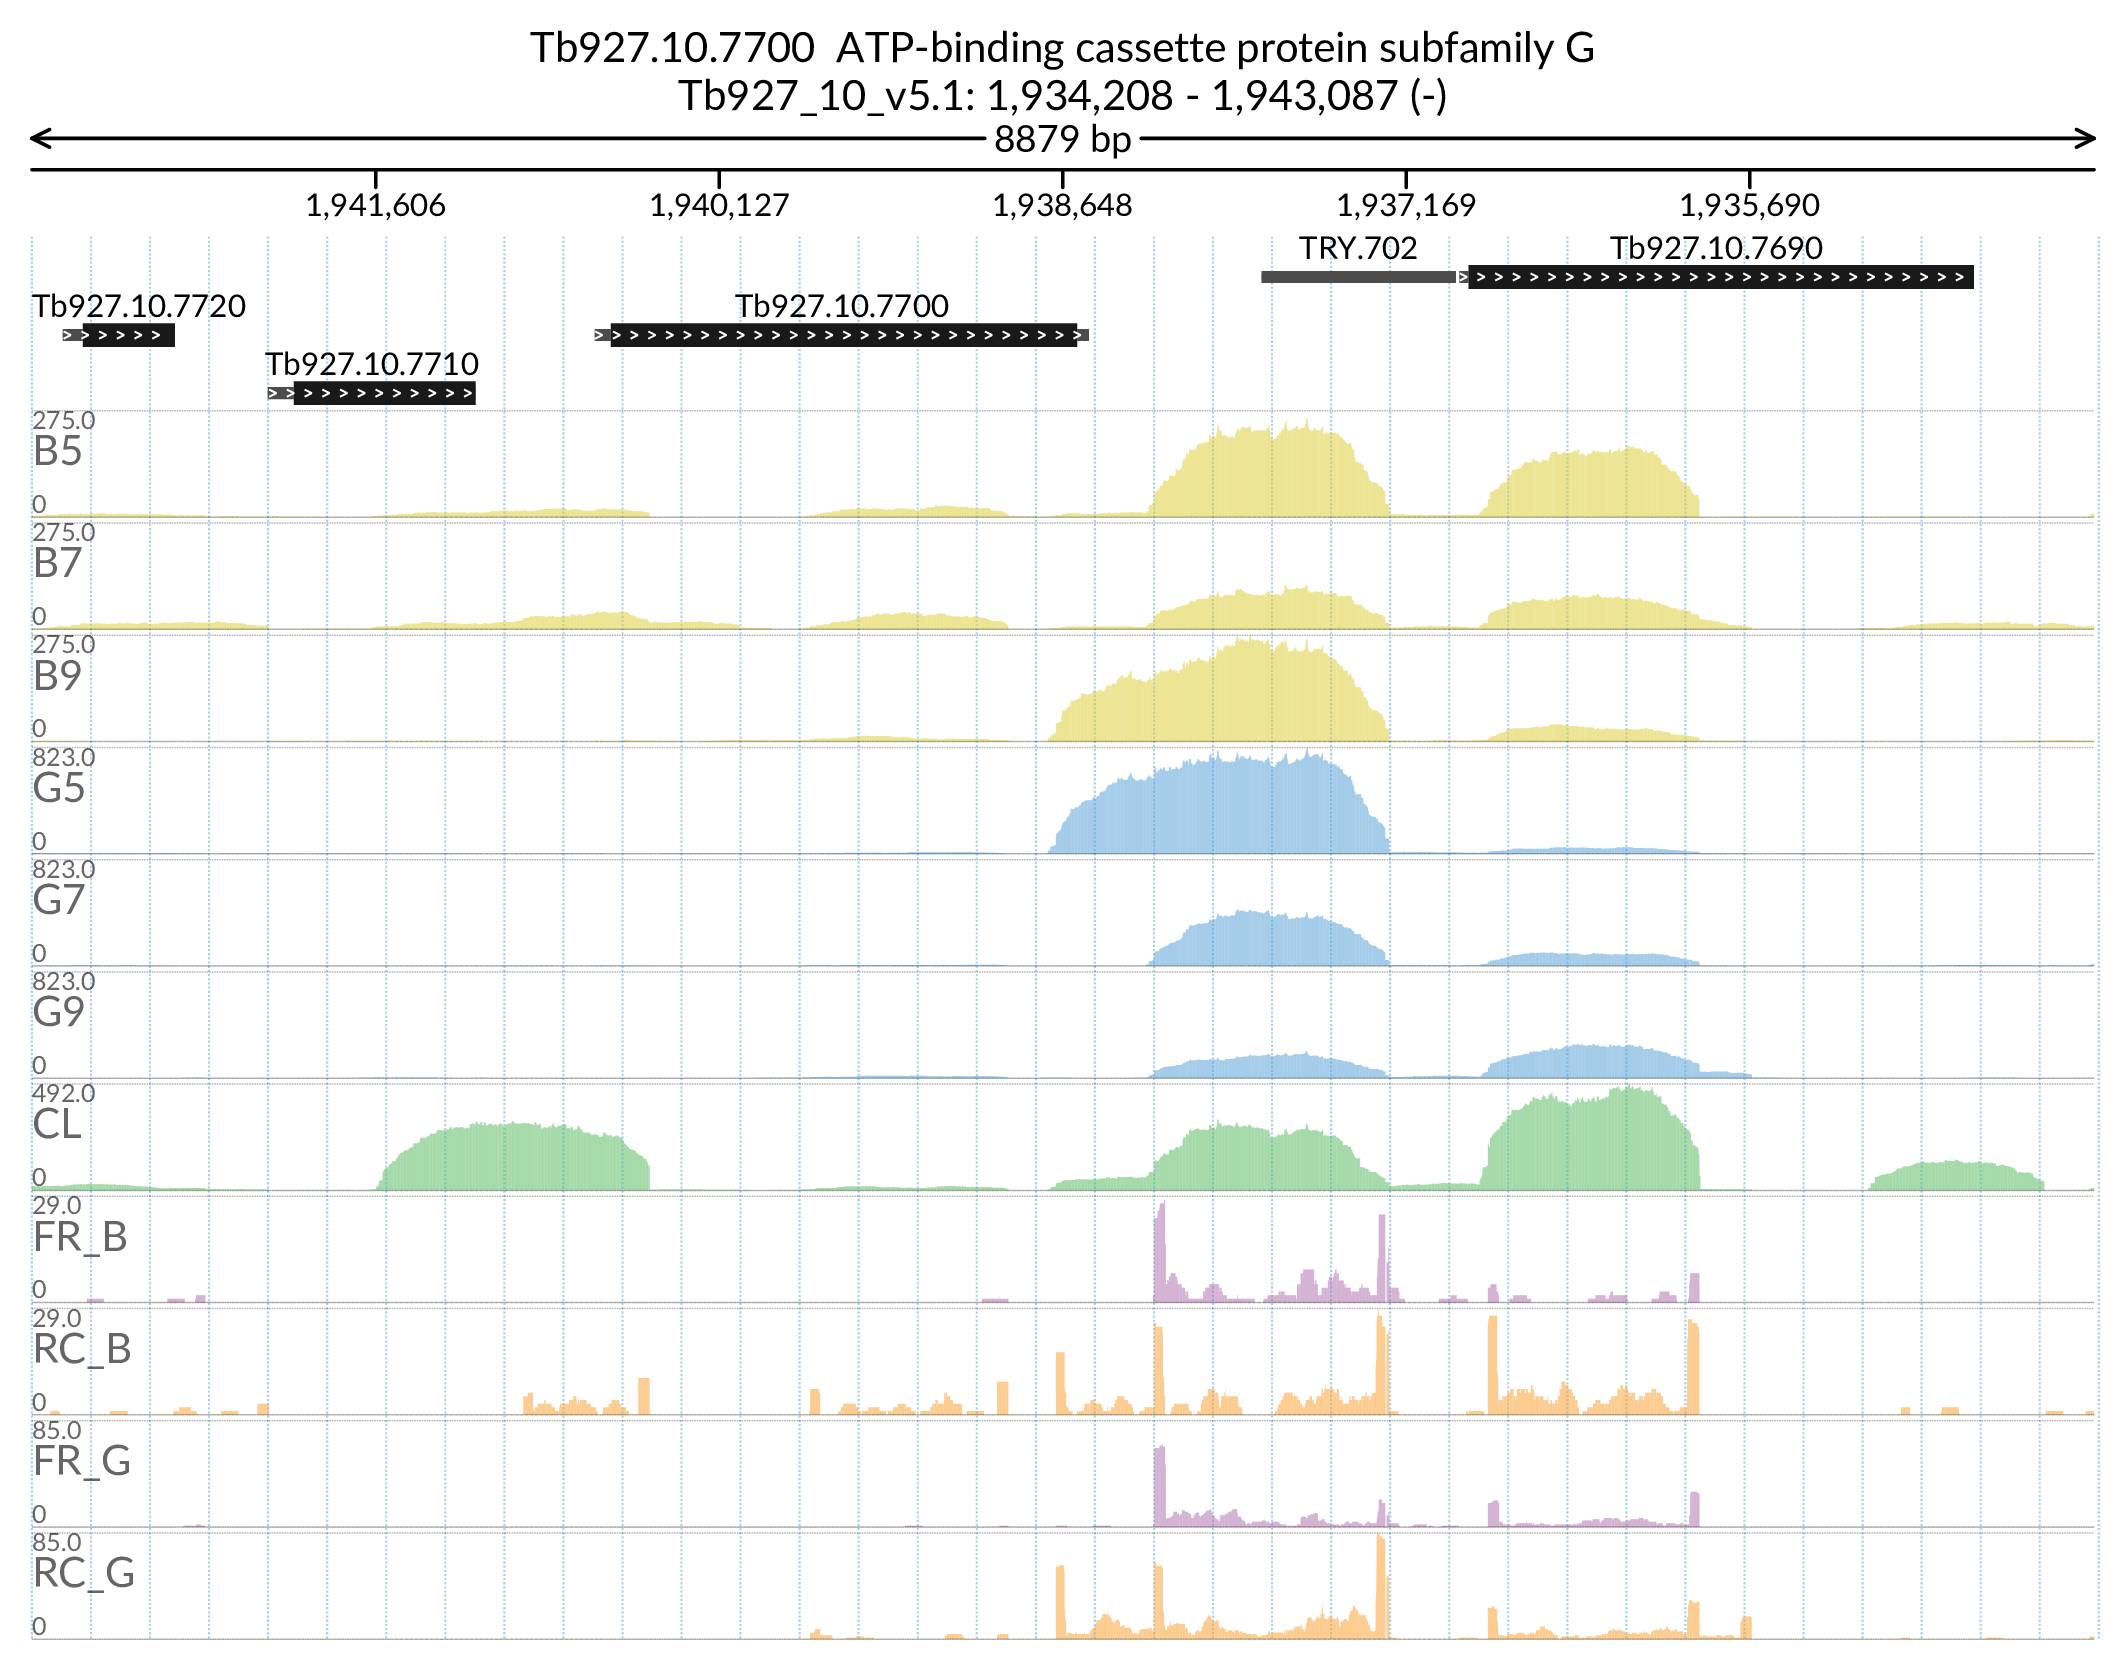 Tb927.10.7700  ATP-binding cassette protein subfamily G
Tb927_10_v5.1: 1,934,208 - 1,943,087 (-)
8879 bp
1,941,606 1,940,127 1,938,648 1,937,169 1,935,690
TRY.702 Tb927.10.7690
Tb927.10.7720 Tb927.10.7700
Tb927.10.7710
275.0
B5
0
275.0
B7
0
275.0
B9
0
823.0
G5
0
823.0
G7
0
823.0
G9
0
492.0
CL
0
29.0
FR_B
0
29.0
RC_B
0
85.0
FR_G
0
85.0
RC_G
0